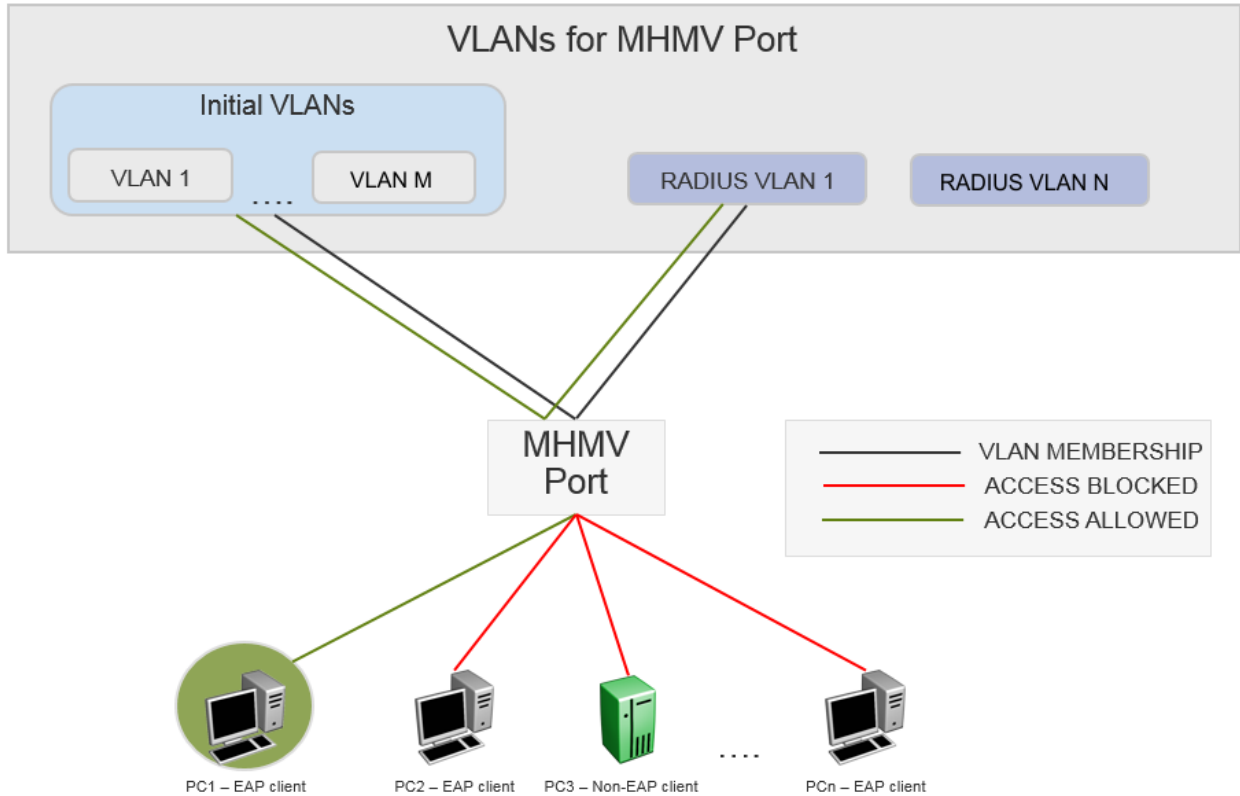 VLANs for MHMV Port
Initial VLANs
VLAN 1
....
VLAN M
RADIUS VLAN 1
RADIUS VLAN N
MHMV
Port
VLAN MEMBERSHIP
ACCESS BLOCKED
ACCESS ALLOWED
....
PC1 – EAP client
PC2 – EAP client
PC3 – Non-EAP client
PCn – EAP client